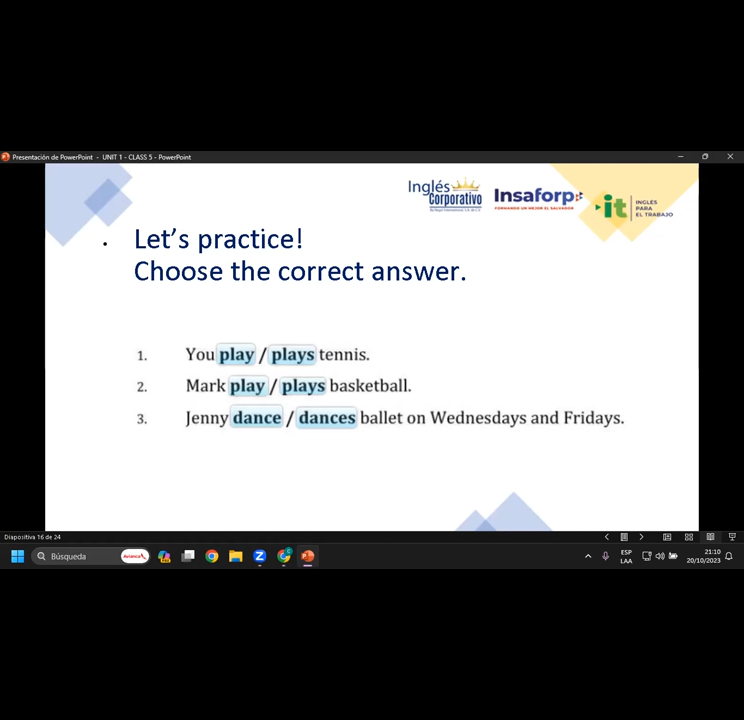 Presentación de PowerPoint - UNIT 1 - CLASS 5 - PowerPoint
Inglés
Corporativo
Insaforp
FORMANDO UN MEJOR EL SALVADOR
it
INGLES
PARA
EL TRABAJO
• Let's practice!
Choose the correct answer.
1. You play / plays tennis.
2. Mark play / plays basketball.
3. Jenny dance / dances ballet on Wednesdays and Fridays.
Diapositiva 16 de 24
Búsqueda
Avianca
ESP
LAA
21:10
20/10/2023